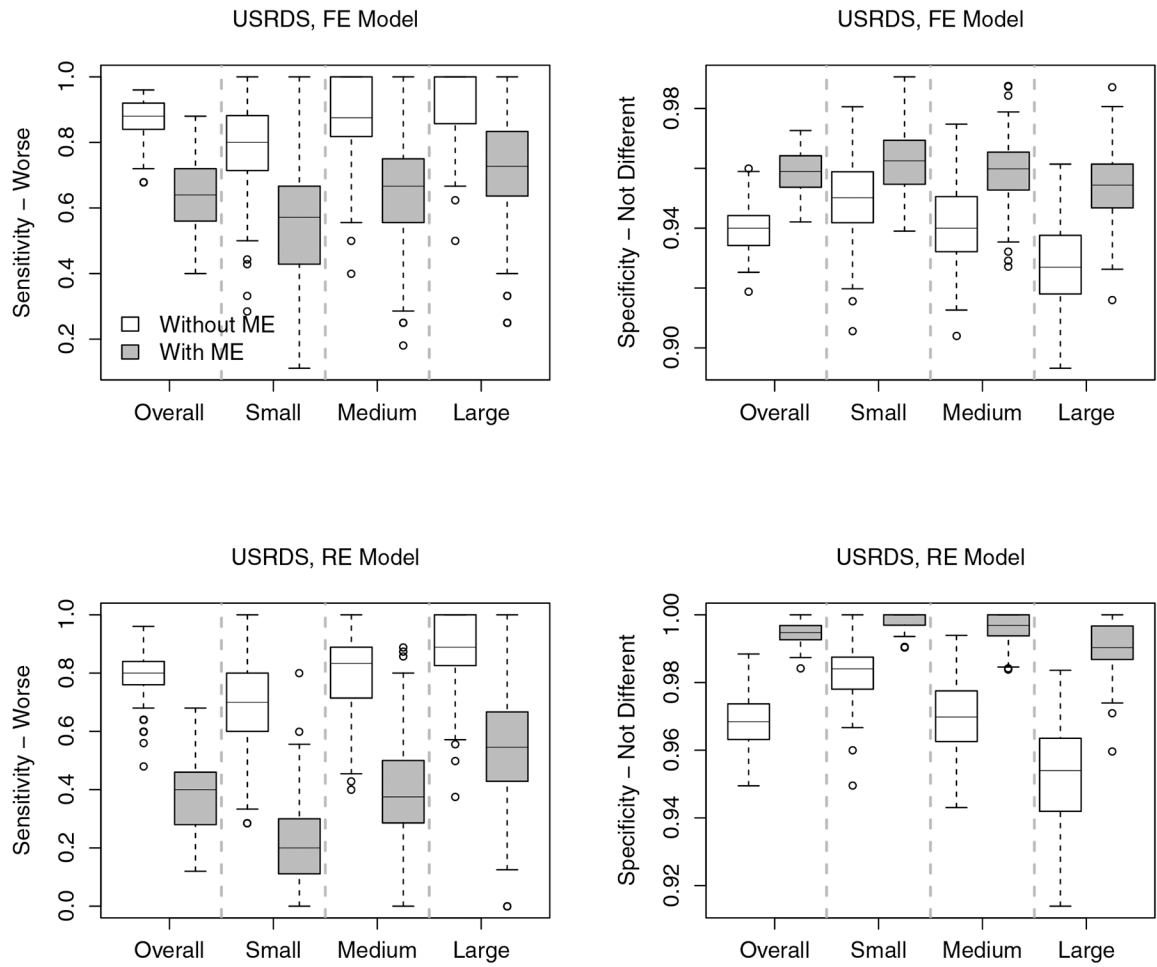 USRDS, FE Model
Sensitivity – Worse
1.0
0.8
0.6
0.4
0.2
Without ME
With ME
Overall Small Medium Large
USRDS, FE Model
Specificity – Not Different
0.98
0.94
0.90
Overall Small Medium Large
USRDS, RE Model
Sensitivity – Worse
1.0
0.8
0.6
0.4
0.2
0.0
Overall Small Medium Large
USRDS, RE Model
Specificity – Not Different
1.00
0.98
0.96
0.94
0.92
Overall Small Medium Large